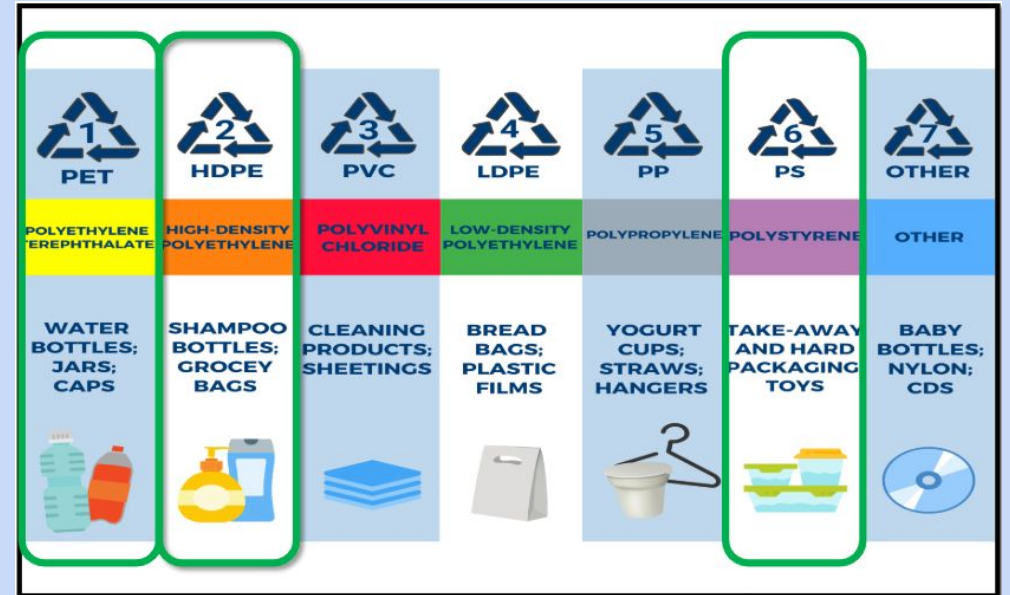 1
PET
POLYETHYLENE
TEREPHTHALATE
WATER
BOTTLES;
JARS;
CAPS
2
HDPE
HIGH-DENSITY
POLYETHYLENE
SHAMPOO
BOTTLES;
GROCEY
BAGS
3
PVC
POLYVINYL
CHLORIDE
CLEANING
PRODUCTS;
SHEETINGS
4
LDPE
LOW-DENSITY
POLYETHYLENE
BREAD
BAGS;
PLASTIC
FILMS
5
PP
POLYPROPYLENE
YOGURT
CUPS;
STRAWS;
HANGERS
6
PS
POLYSTYRENE
TAKE-AWAY
AND HARD
PACKAGING
TOYS
7
OTHER
OTHER
BABY
BOTTLES;
NYLON;
CDS